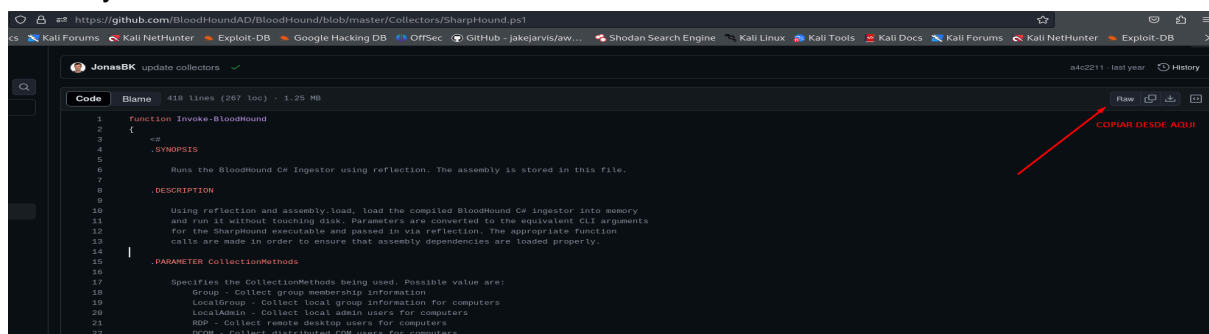 https://github.com/BloodHoundAD/BloodHound/blob/master/Collectors/SharpHound.ps1
cs Kali Forums Kali NetHunter Exploit-DB Google Hacking DB OffSec GitHub - jakejarvis/aw... Shodan Search Engine Kali Linux Kali Tools Kali Docs Kali Forums Kali NetHunter Exploit-DB
JonasBK update collectors a4c2211 · last year History
Code Blame 418 lines (267 loc) · 1.25 MB Raw
COPIAR DESDE AQUI
1 function Invoke-BloodHound
2 {
3 <#
4 .SYNOPSIS
5
6 Runs the BloodHound C# Ingestor using reflection. The assembly is stored in this file.
7
8 .DESCRIPTION
9
10 Using reflection and assembly.load, load the compiled BloodHound C# ingestor into memory
11 and run it without touching disk. Parameters are converted to the equivalent CLI arguments
12 for the SharpHound executable and passed in via reflection. The appropriate function
13 calls are made in order to ensure that assembly dependencies are loaded properly.
14
15 .PARAMETER CollectionMethods
16
17 Specifies the CollectionMethods being used. Possible value are:
18 Group - Collect group membership information
19 LocalGroup - Collect local group information for computers
20 LocalAdmin - Collect local admin users for computers
21 RDP - Collect remote desktop users for computers
22 DCOM - Collect distributed COM users for computers